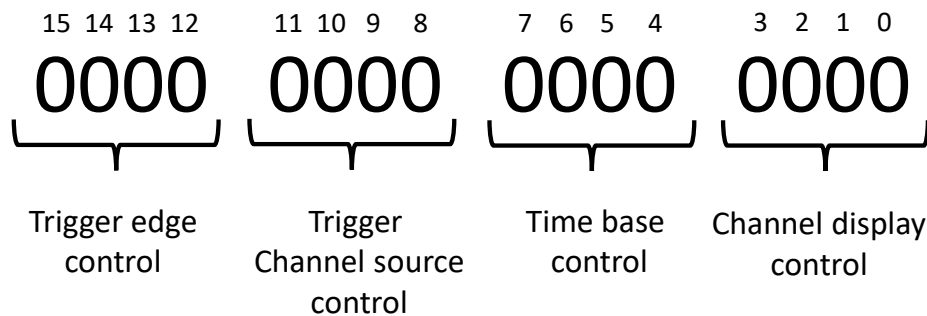 15 14 13 12 11 10 9 8 7 6 5 4 3 2 1 0
0000 0000 0000 0000
Trigger edge control
Trigger Channel source control
Time base control
Channel display control